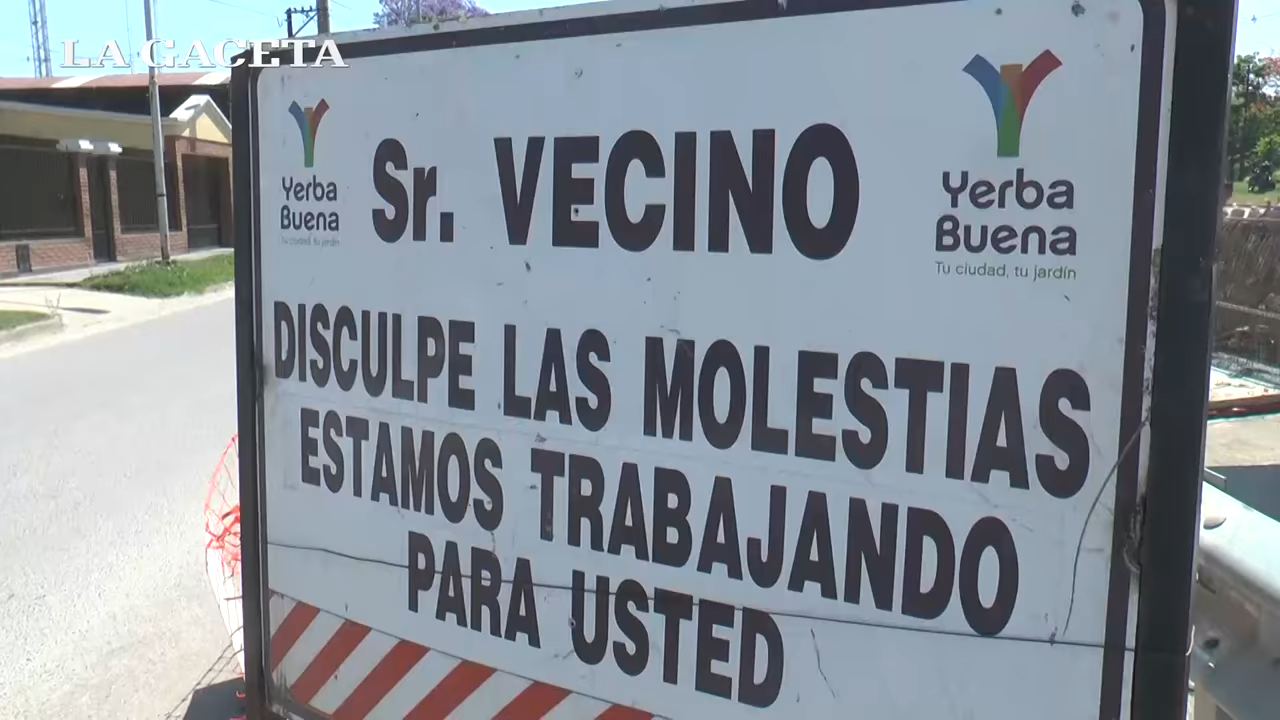 LA GACETA
Yerba
Buena
Tu ciudad, tu jardín
Sr. VECINO
Yerba
Buena
Tu ciudad, tu jardín
DISCULPE LAS MOLESTIAS
ESTAMOS TRABAJANDO
PARA USTED